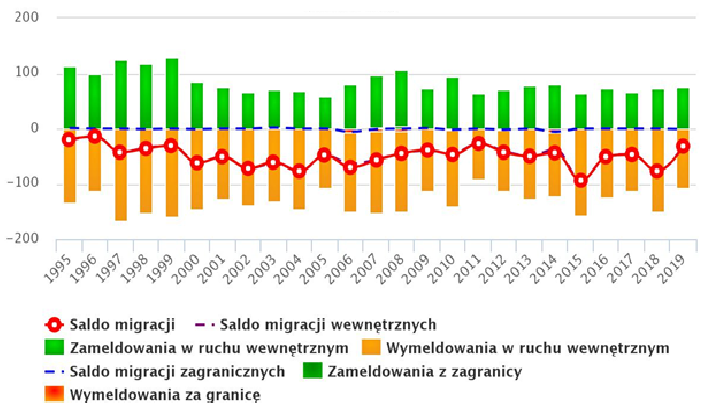 200
100
0
−100
−200
1995 1996 1997 1998 1999 2000 2001 2002 2003 2004 2005 2006 2007 2008 2009 2010 2011 2012 2013 2014 2015 2016 2017 2018 2019
Saldo migracji Saldo migracji wewnętrznych
Zameldowania w ruchu wewnętrznym Wymeldowania w ruchu wewnętrznym
Saldo migracji zagranicznych Zameldowania z zagranicy
Wymeldowania za granicę